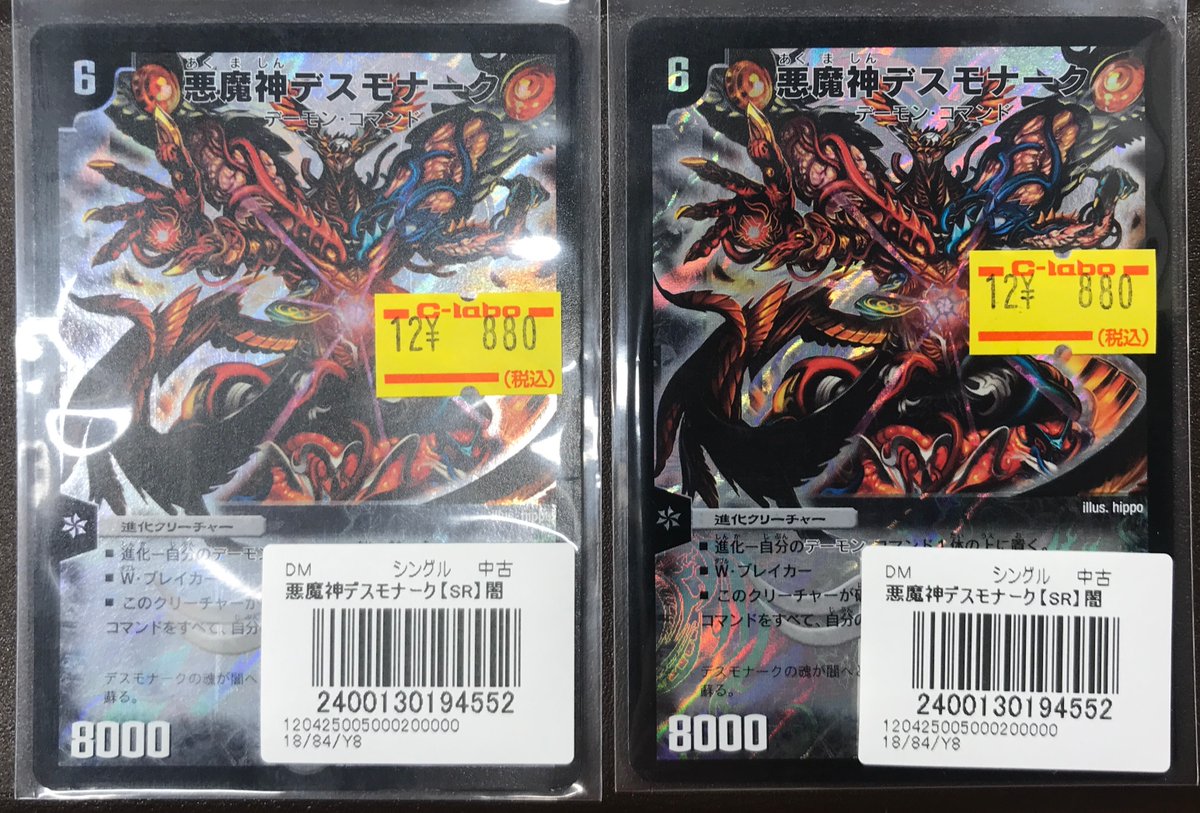 6
あくましん
悪魔神デスモナーク
デーモン・コマンド
C-labo
12¥ 880
(税込)
進化クリーチャー
■ 進化―自分のデーモン
■ W・ブレイカー
■ このクリーチャーが
コマンドをすべて、自分
デスモナークの魂が闇へ
蘇る。
8000
DM シングル 中古
悪魔神デスモナーク【SR】闇
2400130194552
120425005000200000
18/84/Y8
6
あくましん
悪魔神デスモナーク
デーモン・コマンド
C-labo
12¥ 880
(税込)
illus. hippo
進化クリーチャー
■ 進化―自分のデーモン・コマンド1体の上に置く。
■ W・ブレイカー
■ このクリーチャーが
コマンドをすべて、自分の
デスモナークの魂が闇へ
蘇る。
8000
DM シングル 中古
悪魔神デスモナーク【SR】闇
2400130194552
120425005000200000
18/84/Y8